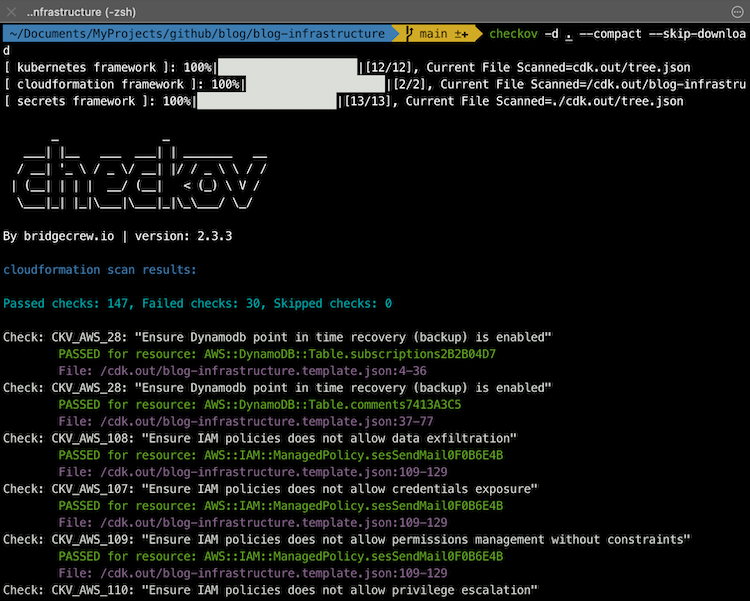 ..nfrastructure (-zsh)
~/Documents/MyProjects/github/blog/blog-infrastructure main ±+ checkov -d . --compact --skip-downloa
d
[ kubernetes framework ]: 100%| |[12/12], Current File Scanned=cdk.out/tree.json
[ cloudformation framework ]: 100%| |[2/2], Current File Scanned=/cdk.out/blog-infrastru
[ secrets framework ]: 100%| |[13/13], Current File Scanned=./cdk.out/tree.json
checkov
By bridgecrew.io | version: 2.3.3
cloudformation scan results:
Passed checks: 147, Failed checks: 30, Skipped checks: 0
Check: CKV_AWS_28: "Ensure Dynamodb point in time recovery (backup) is enabled"
PASSED for resource: AWS::DynamoDB::Table.subscriptions2B2B04D7
File: /cdk.out/blog-infrastructure.template.json:4-36
Check: CKV_AWS_28: "Ensure Dynamodb point in time recovery (backup) is enabled"
PASSED for resource: AWS::DynamoDB::Table.comments7413A3C5
File: /cdk.out/blog-infrastructure.template.json:37-77
Check: CKV_AWS_108: "Ensure IAM policies does not allow data exfiltration"
PASSED for resource: AWS::IAM::ManagedPolicy.sesSendMail0F0B6E4B
File: /cdk.out/blog-infrastructure.template.json:109-129
Check: CKV_AWS_107: "Ensure IAM policies does not allow credentials exposure"
PASSED for resource: AWS::IAM::ManagedPolicy.sesSendMail0F0B6E4B
File: /cdk.out/blog-infrastructure.template.json:109-129
Check: CKV_AWS_109: "Ensure IAM policies does not allow permissions management without constraints"
PASSED for resource: AWS::IAM::ManagedPolicy.sesSendMail0F0B6E4B
File: /cdk.out/blog-infrastructure.template.json:109-129
Check: CKV_AWS_110: "Ensure IAM policies does not allow privilege escalation"